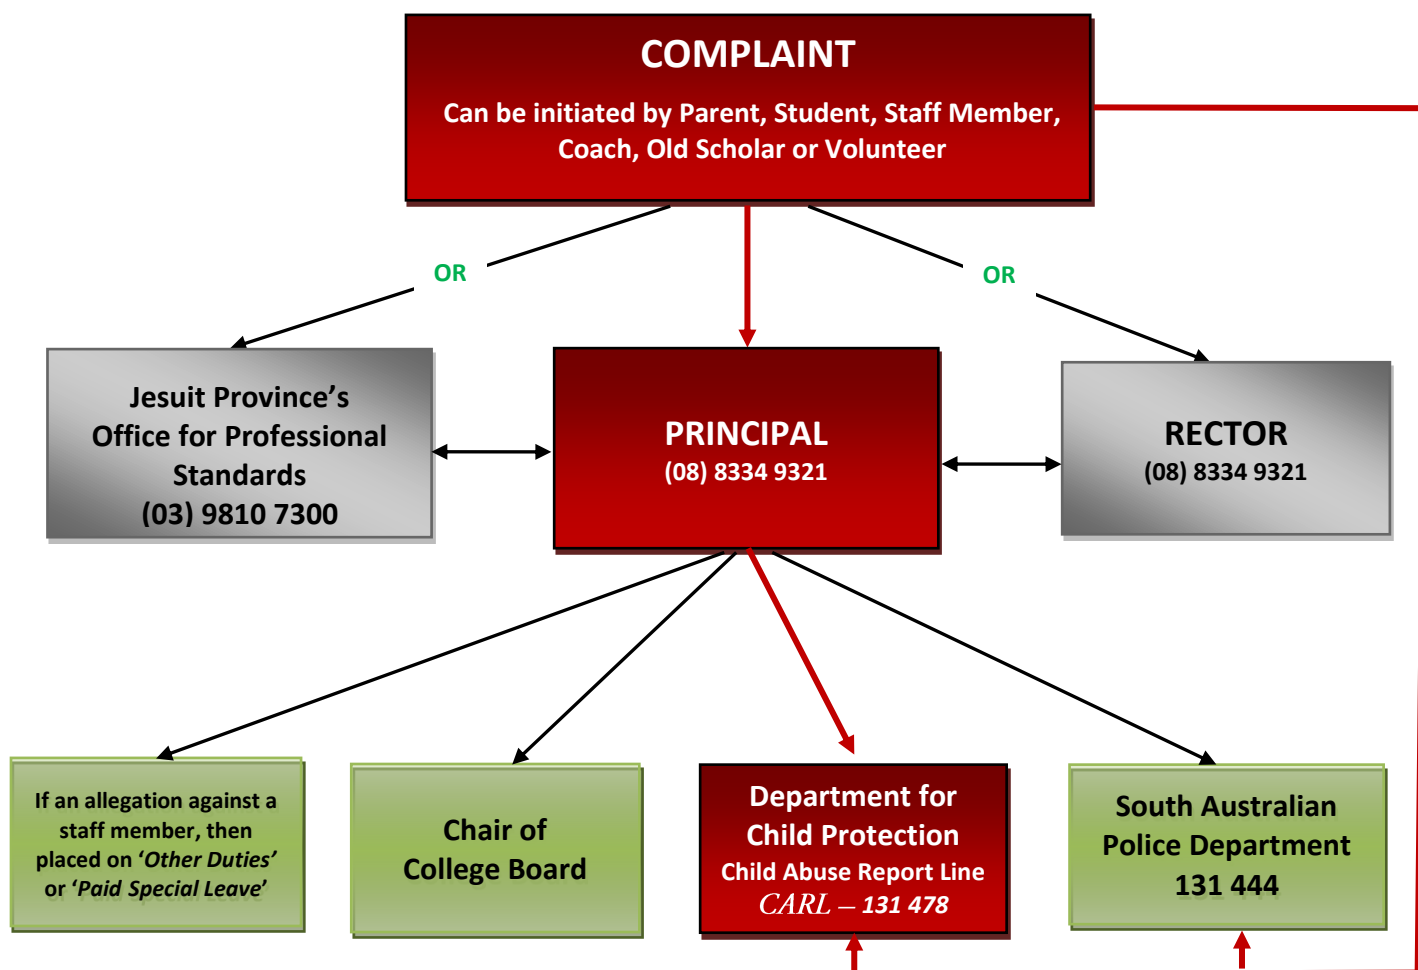 COMPLAINT
Can be initiated by Parent, Student, Staff Member,
Coach, Old Scholar or Volunteer
OR
OR
Jesuit Province’s
Office for Professional
Standards
(03) 9810 7300
PRINCIPAL
(08) 8334 9321
RECTOR
(08) 8334 9321
If an allegation against a
staff member, then
placed on ‘Other Duties’
or ‘Paid Special Leave’
Chair of
College Board
Department for
Child Protection
Child Abuse Report Line
CARL – 131 478
South Australian
Police Department
131 444